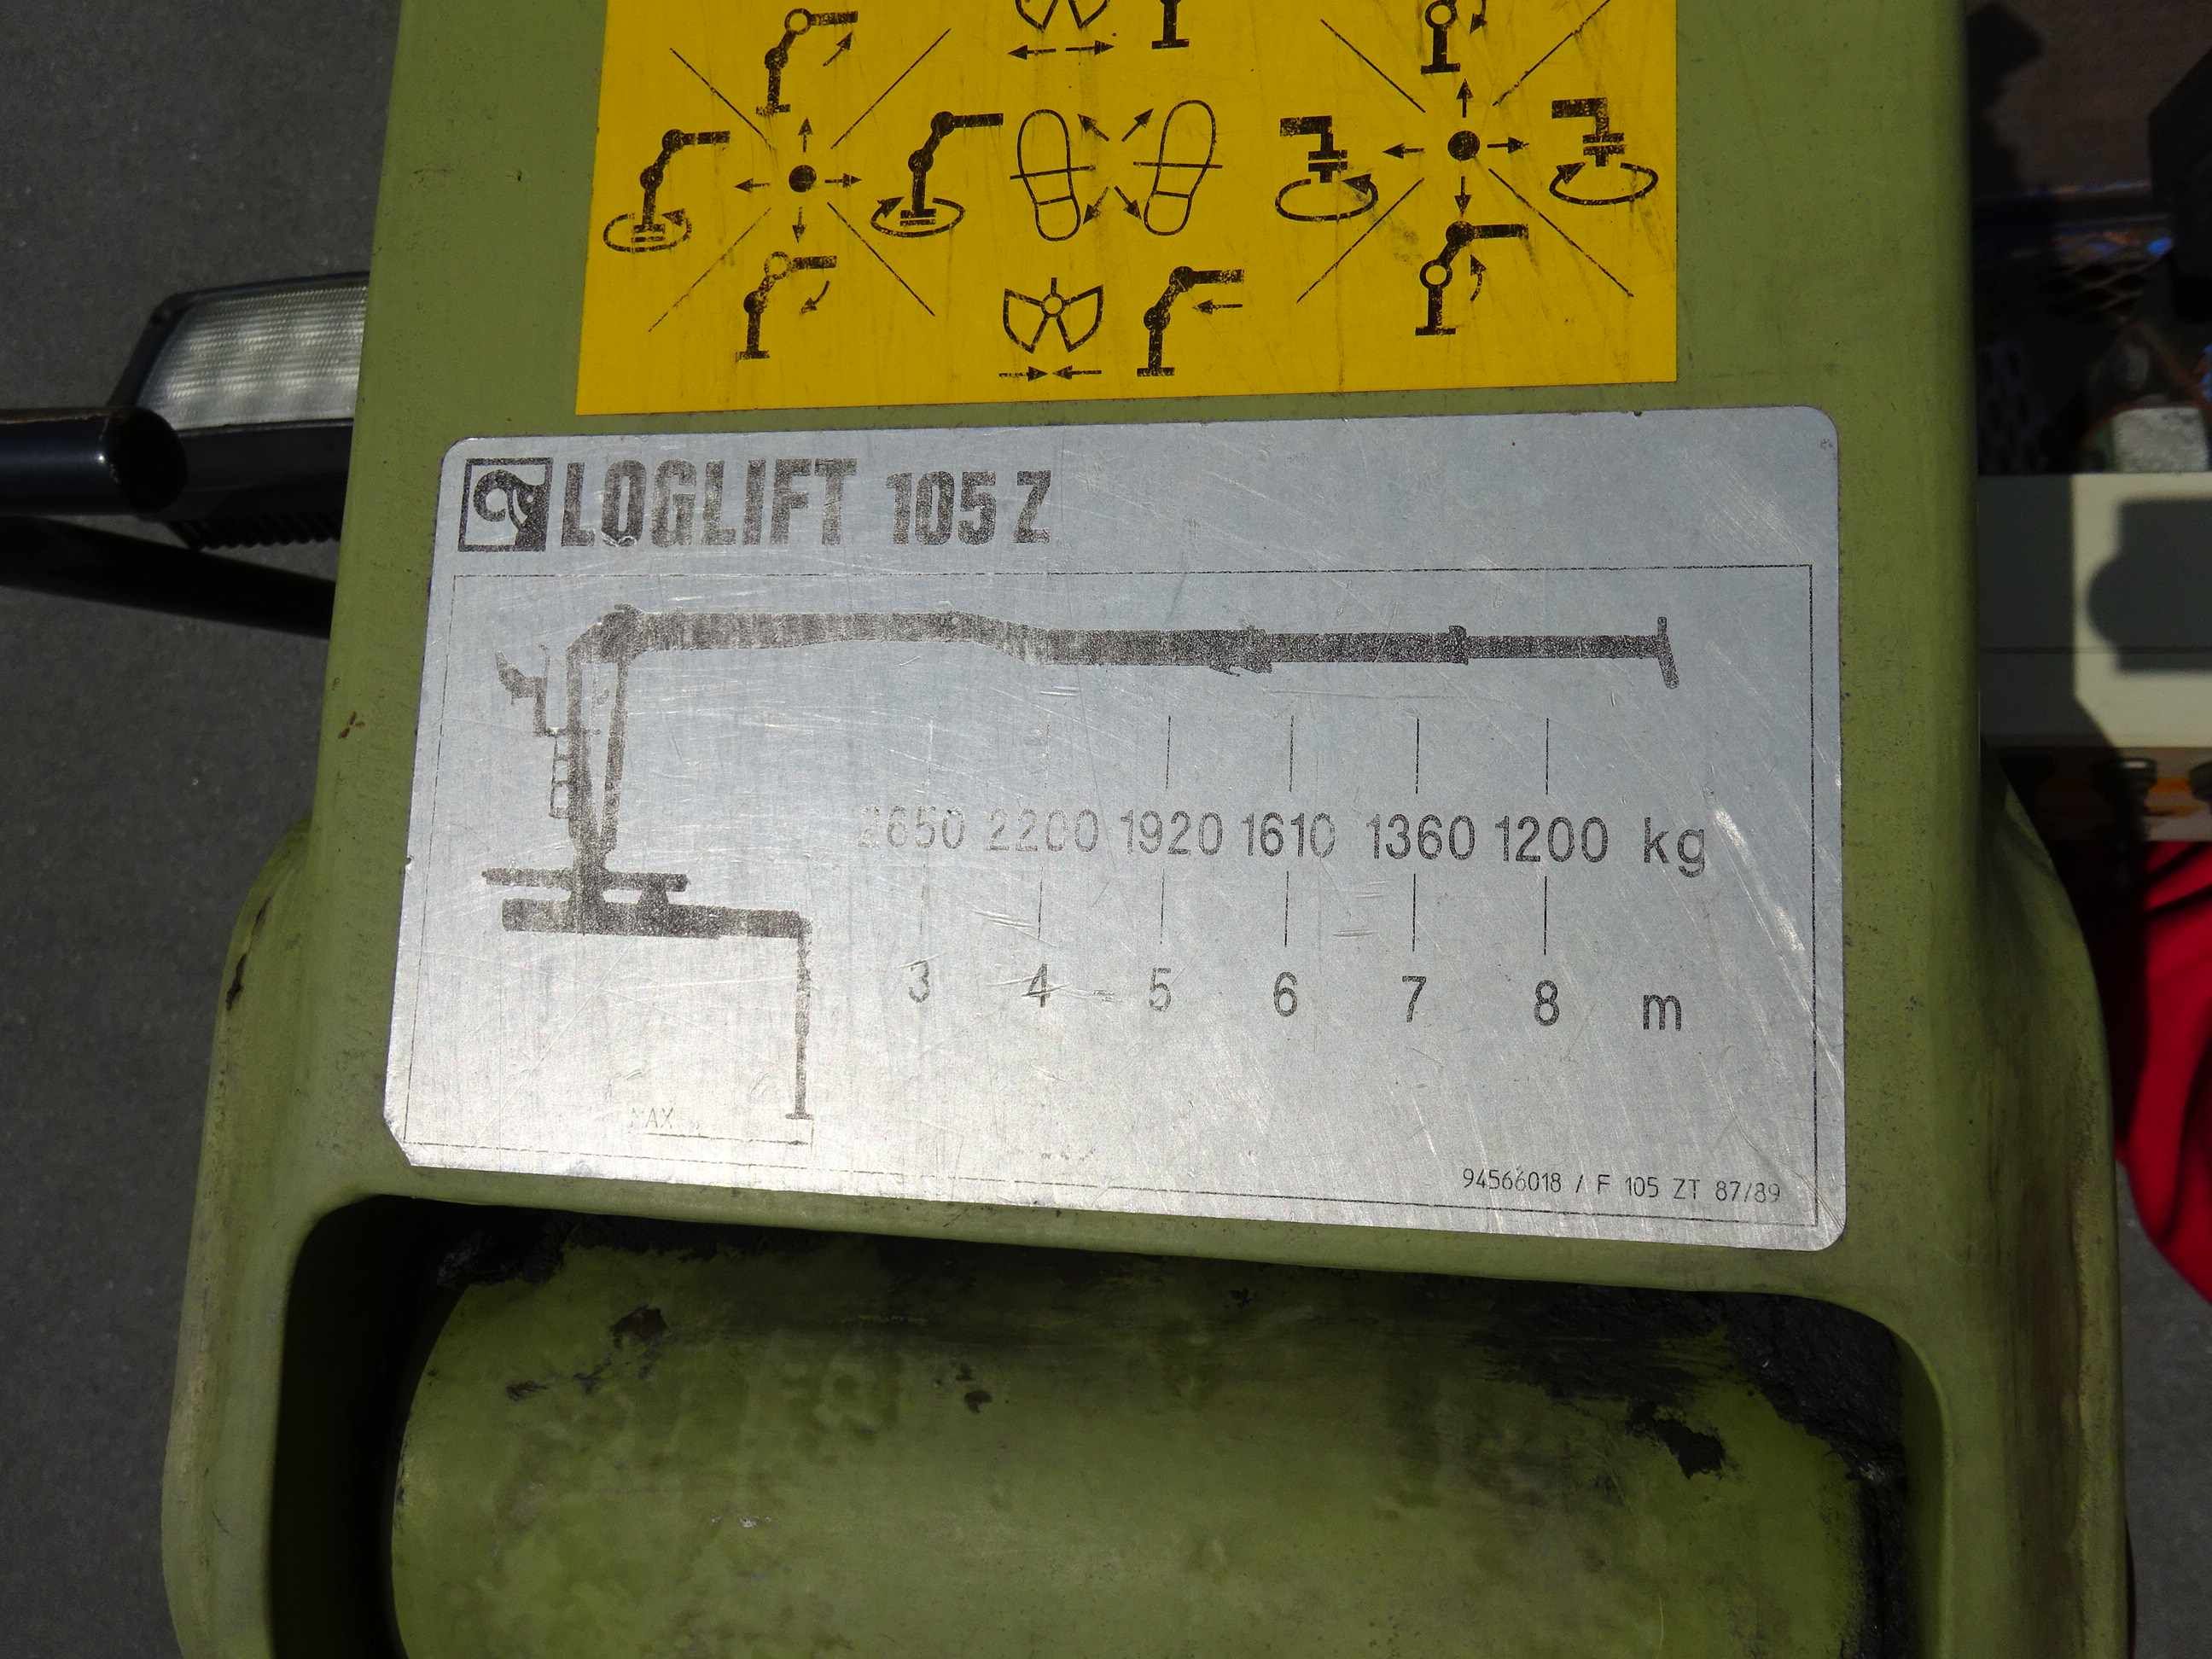 LOGLIFT 105 Z
2650 2200 1920 1610 1360 1200 kg
3 4 5 6 7 8 m
MAX
94566018 / F 105 ZT 87/89